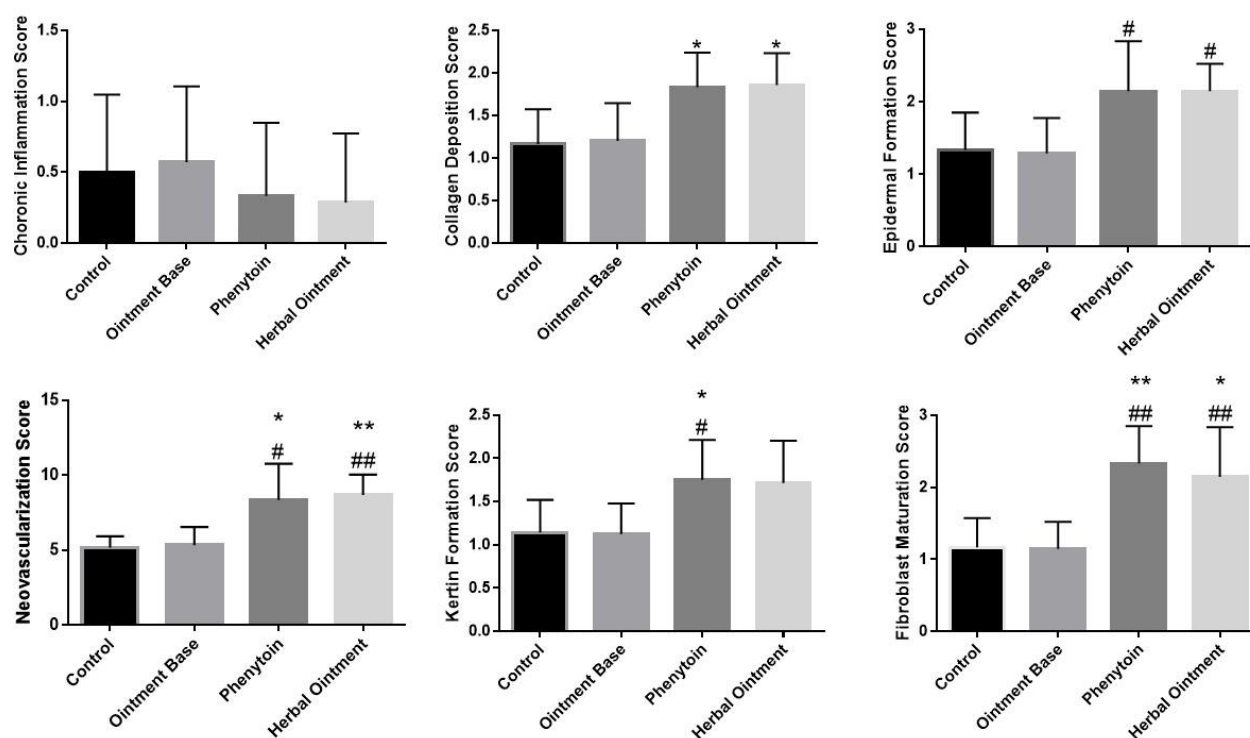 Choronic Inflammation Score
1.5
1.0
0.5
0.0
Control
Ointment Base
Phenytoin
Herbal Ointment
Collagen Deposition Score
2.5
2.0
1.5
1.0
0.5
0.0
* *
Control
Ointment Base
Phenytoin
Herbal Ointment
Epidermal Formation Score
3
2
1
0
# #
Control
Ointment Base
Phenytoin
Herbal Ointment
Neovascularization Score
15
10
5
0
* **
# ##
Control
Ointment Base
Phenytoin
Herbal Ointment
Kertin Formation Score
2.5
2.0
1.5
1.0
0.5
0.0
*
#
Control
Ointment Base
Phenytoin
Herbal Ointment
Fibroblast Maturation Score
3
2
1
0
** *
## ##
Control
Ointment Base
Phenytoin
Herbal Ointment